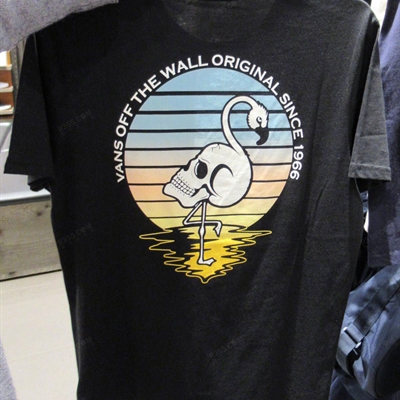 VANS OFF THE WALL ORIGINAL SINCE 1966